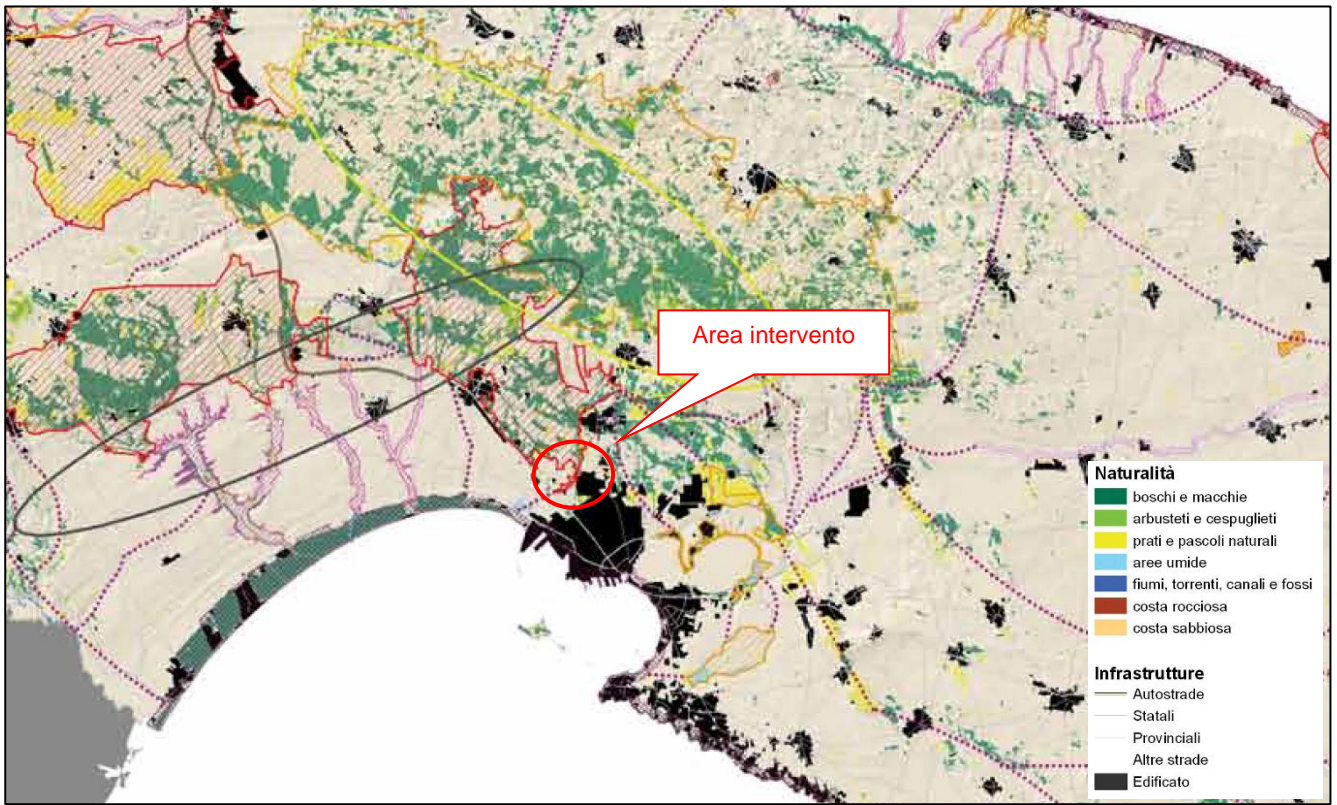 Area intervento
Naturalità
boschi e macchie
arbusteti e cespuglieti
prati e pascoli naturali
aree umide
fiumi, torrenti, canali e fossi
costa rocciosa
costa sabbiosa
Infrastrutture
Autostrade
Statali
Provinciali
Altre strade
Edificato